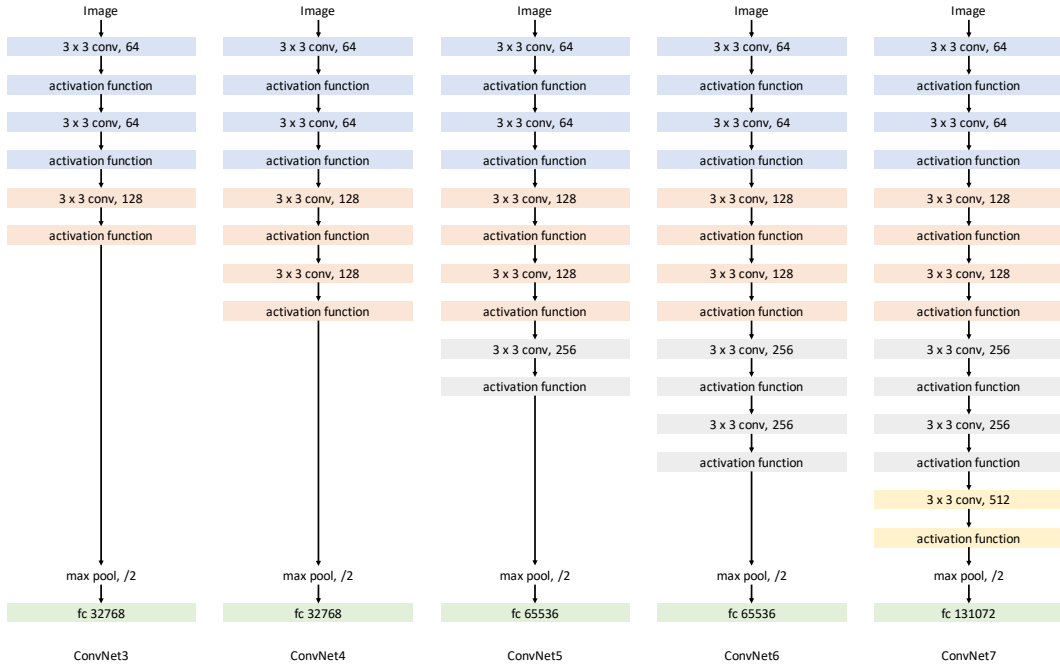 Image
3 x 3 conv, 64
activation function
3 x 3 conv, 64
activation function
3 x 3 conv, 128
activation function
max pool, /2
fc 32768
ConvNet3
Image
3 x 3 conv, 64
activation function
3 x 3 conv, 64
activation function
3 x 3 conv, 128
activation function
3 x 3 conv, 128
activation function
max pool, /2
fc 32768
ConvNet4
Image
3 x 3 conv, 64
activation function
3 x 3 conv, 64
activation function
3 x 3 conv, 128
activation function
3 x 3 conv, 128
activation function
3 x 3 conv, 256
activation function
max pool, /2
fc 65536
ConvNet5
Image
3 x 3 conv, 64
activation function
3 x 3 conv, 64
activation function
3 x 3 conv, 128
activation function
3 x 3 conv, 128
activation function
3 x 3 conv, 256
activation function
3 x 3 conv, 256
activation function
max pool, /2
fc 65536
ConvNet6
Image
3 x 3 conv, 64
activation function
3 x 3 conv, 64
activation function
3 x 3 conv, 128
activation function
3 x 3 conv, 128
activation function
3 x 3 conv, 256
activation function
3 x 3 conv, 256
activation function
3 x 3 conv, 512
activation function
max pool, /2
fc 131072
ConvNet7